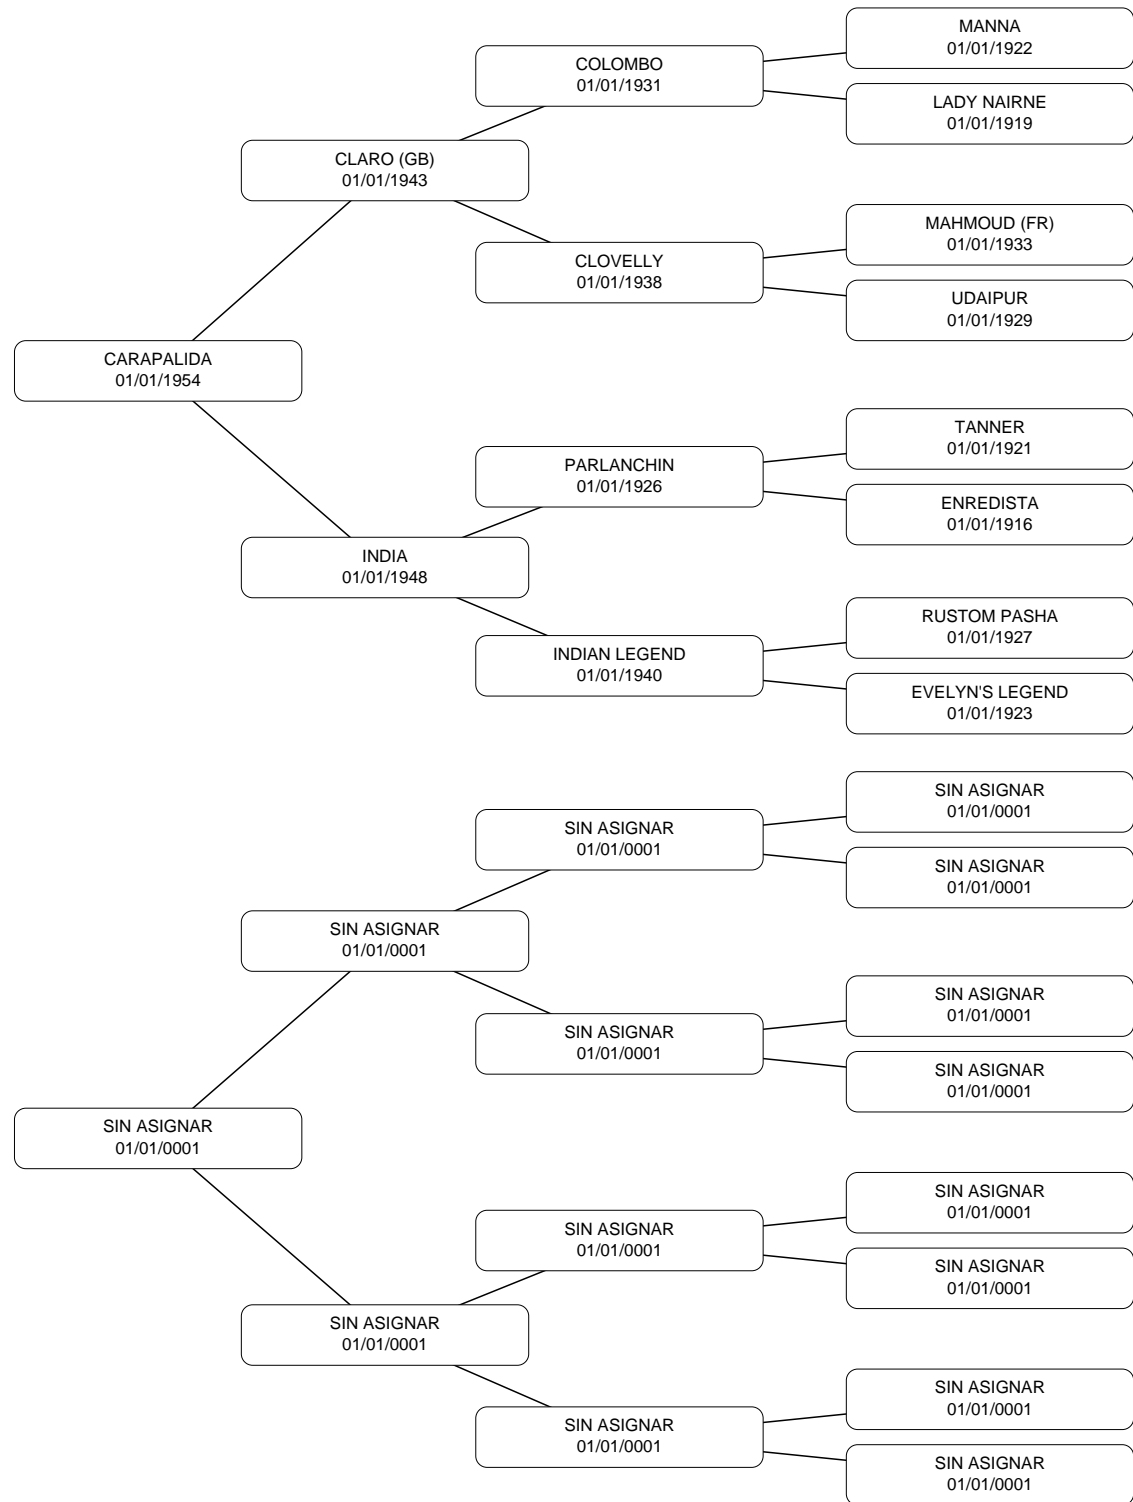 MANNA
01/01/1922
COLOMBO
01/01/1931
LADY NAIRNE
01/01/1919
CLARO (GB)
01/01/1943
MAHMOUD (FR)
01/01/1933
CLOVELLY
01/01/1938
UDAIPUR
01/01/1929
CARAPALIDA
01/01/1954
TANNER
01/01/1921
PARLANCHIN
01/01/1926
ENREDISTA
01/01/1916
INDIA
01/01/1948
RUSTOM PASHA
01/01/1927
INDIAN LEGEND
01/01/1940
EVELYN'S LEGEND
01/01/1923
SIN ASIGNAR
01/01/0001
SIN ASIGNAR
01/01/0001
SIN ASIGNAR
01/01/0001
SIN ASIGNAR
01/01/0001
SIN ASIGNAR
01/01/0001
SIN ASIGNAR
01/01/0001
SIN ASIGNAR
01/01/0001
SIN ASIGNAR
01/01/0001
SIN ASIGNAR
01/01/0001
SIN ASIGNAR
01/01/0001
SIN ASIGNAR
01/01/0001
SIN ASIGNAR
01/01/0001
SIN ASIGNAR
01/01/0001
SIN ASIGNAR
01/01/0001
SIN ASIGNAR
01/01/0001